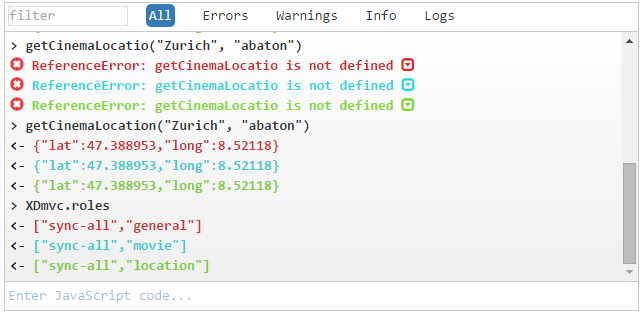 filter All Errors Warnings Info Logs
> getCinemaLocatio("Zurich", "abaton")
ReferenceError: getCinemaLocatio is not defined
ReferenceError: getCinemaLocatio is not defined
ReferenceError: getCinemaLocatio is not defined
> getCinemaLocation("Zurich", "abaton")
<- {"lat":47.388953,"long":8.52118}
<- {"lat":47.388953,"long":8.52118}
<- {"lat":47.388953,"long":8.52118}
> XDmvc.roles
<- ["sync-all","general"]
<- ["sync-all","movie"]
<- ["sync-all","location"]
Enter JavaScript code...